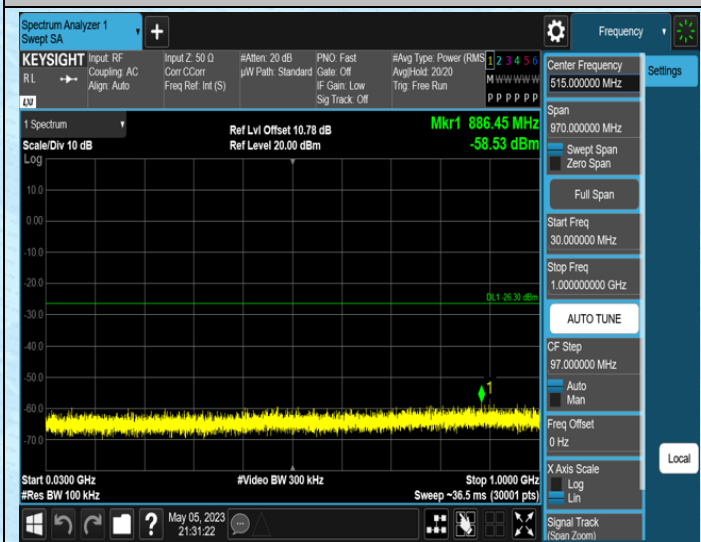 Spectrum Analyzer 1
Swept SA
Frequency
KEYSIGHT
RL
LXI
Input: RF
Coupling: AC
Align: Auto
Input Z: 50 Ω
Corr CCorr
Freq Ref: Int (S)
#Atten: 20 dB
µW Path: Standard
PNO: Fast
Gate: Off
IF Gain: Low
Sig Track: Off
#Avg Type: Power (RMS
Avg|Hold: 20/20
Trig: Free Run
1 2 3 4 5 6
M W W W W W
P P P P P P
Settings
1 Spectrum
Scale/Div 10 dB
Ref Lvl Offset 10.78 dB
Ref Level 20.00 dBm
Mkr1 886.45 MHz
-58.53 dBm
Log
10.0
0.00
-10.0
-20.0
-30.0
-40.0
-50.0
-60.0
-70.0
DL1 -26.30 dBm
1
Start 0.0300 GHz
#Res BW 100 kHz
#Video BW 300 kHz
Stop 1.0000 GHz
Sweep ~36.5 ms (30001 pts)
Center Frequency
515.000000 MHz
Span
970.000000 MHz
Swept Span
Zero Span
Full Span
Start Freq
30.000000 MHz
Stop Freq
1.000000000 GHz
AUTO TUNE
CF Step
97.000000 MHz
Auto
Man
Freq Offset
0 Hz
X Axis Scale
Log
Lin
Signal Track
(Span Zoom)
Local
May 05, 2023
21:31:22